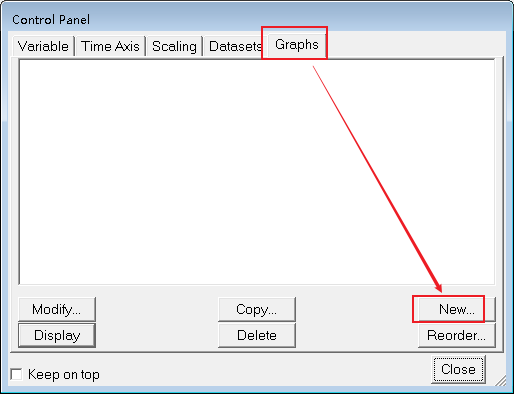 Control Panel
Variable Time Axis Scaling Datasets Graphs
Modify... Copy... New...
Display Delete Reorder...
Keep on top Close